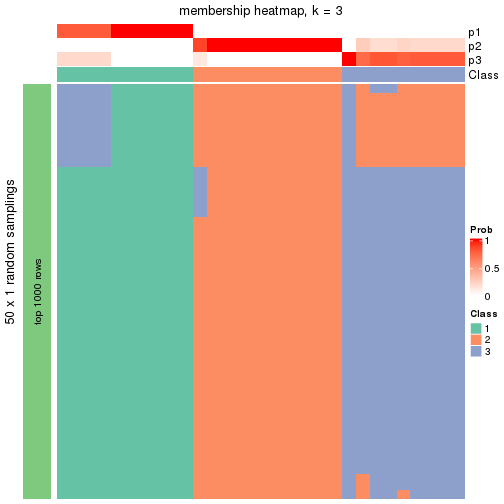 membership heatmap, k = 3
p1
p2
p3
Class
50 x 1 random samplings
top 1000 rows
Prob
1
0.5
0
Class
1
2
3